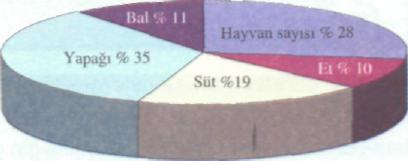 Bal % 11
Hayvan sayısı % 28
Yapağı % 35
Et % 10
Süt %19